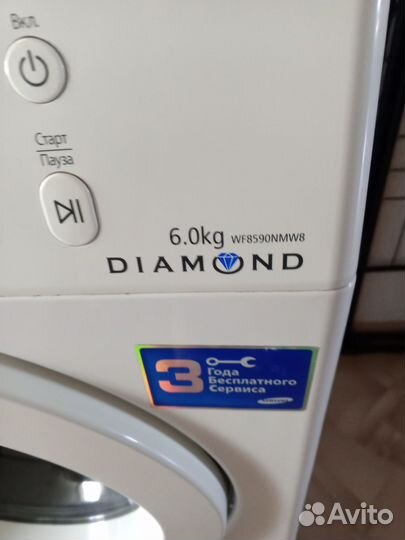 Вкл.
Старт
Пауза
6.0kg WF8590NMW8
DIAMOND
3 Года
Бесплатного
Сервиса
SAMSUNG
Avito